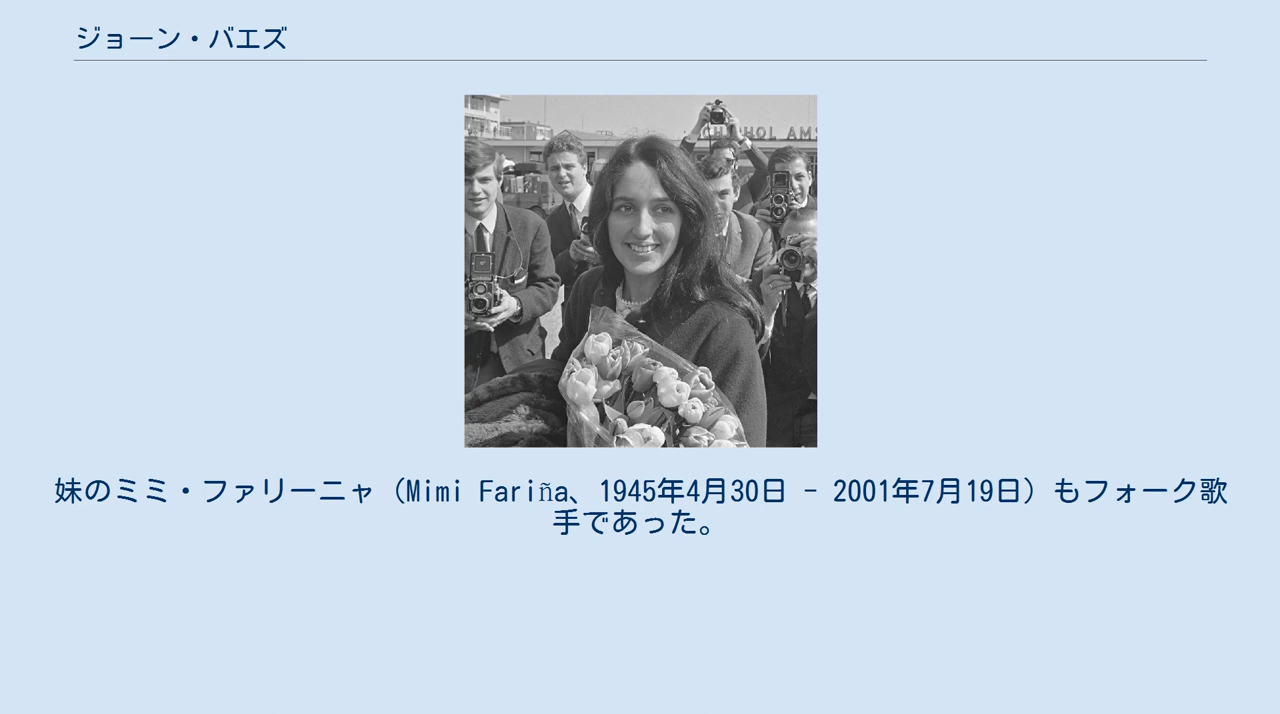 ジョーン・バエズ
CHIPHOL AMS
妹のミミ・ファリーニャ（Mimi Fariña、1945年4月30日 - 2001年7月19日）もフォーク歌
手であった。